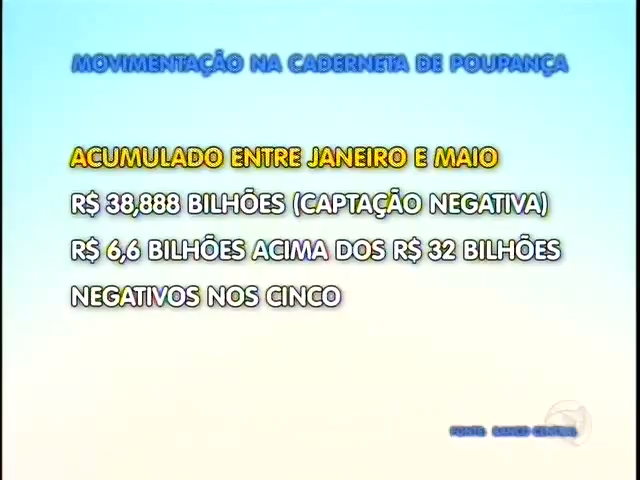 MOVIMENTAÇÃO NA CADERNETA DE POUPANÇA
ACUMULADO ENTRE JANEIRO E MAIO
R$ 38,888 BILHÕES (CAPTAÇÃO NEGATIVA)
R$ 6,6 BILHÕES ACIMA DOS R$ 32 BILHÕES
NEGATIVOS NOS CINCO
FONTE: BANCO CENTRAL